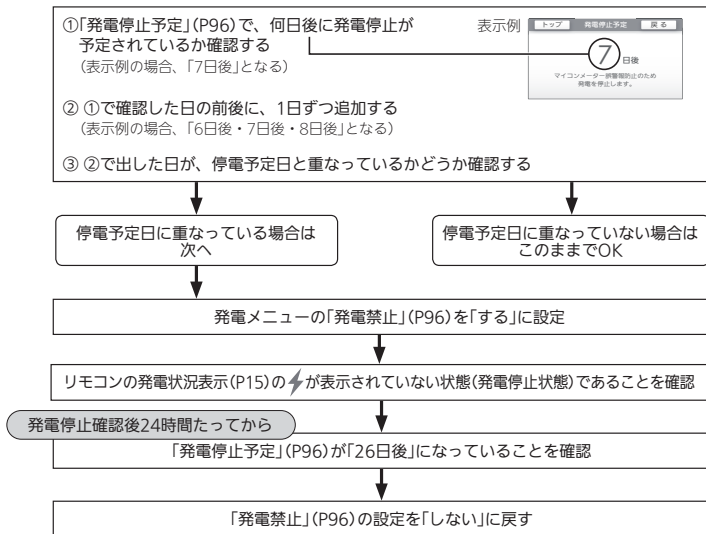 ①「発電停止予定」(P96)で、何日後に発電停止が
予定されているか確認する
(表示例の場合、「7日後」となる)
表示例
トップ 発電停止予定 戻る
7日後
マイコンメーター誤警報防止のため
発電を停止します。
② ①で確認した日の前後に、1日ずつ追加する
(表示例の場合、「6日後・7日後・8日後」となる)
③ ②で出した日が、停電予定日と重なっているかどうか確認する
停電予定日に重なっている場合は
次へ
停電予定日に重なっていない場合は
このままでOK
発電メニューの「発電禁止」(P96)を「する」に設定
リモコンの発電状況表示(P15)の が表示されていない状態(発電停止状態)であることを確認
発電停止確認後24時間たってから
「発電停止予定」(P96)が「26日後」になっていることを確認
「発電禁止」(P96)の設定を「しない」に戻す